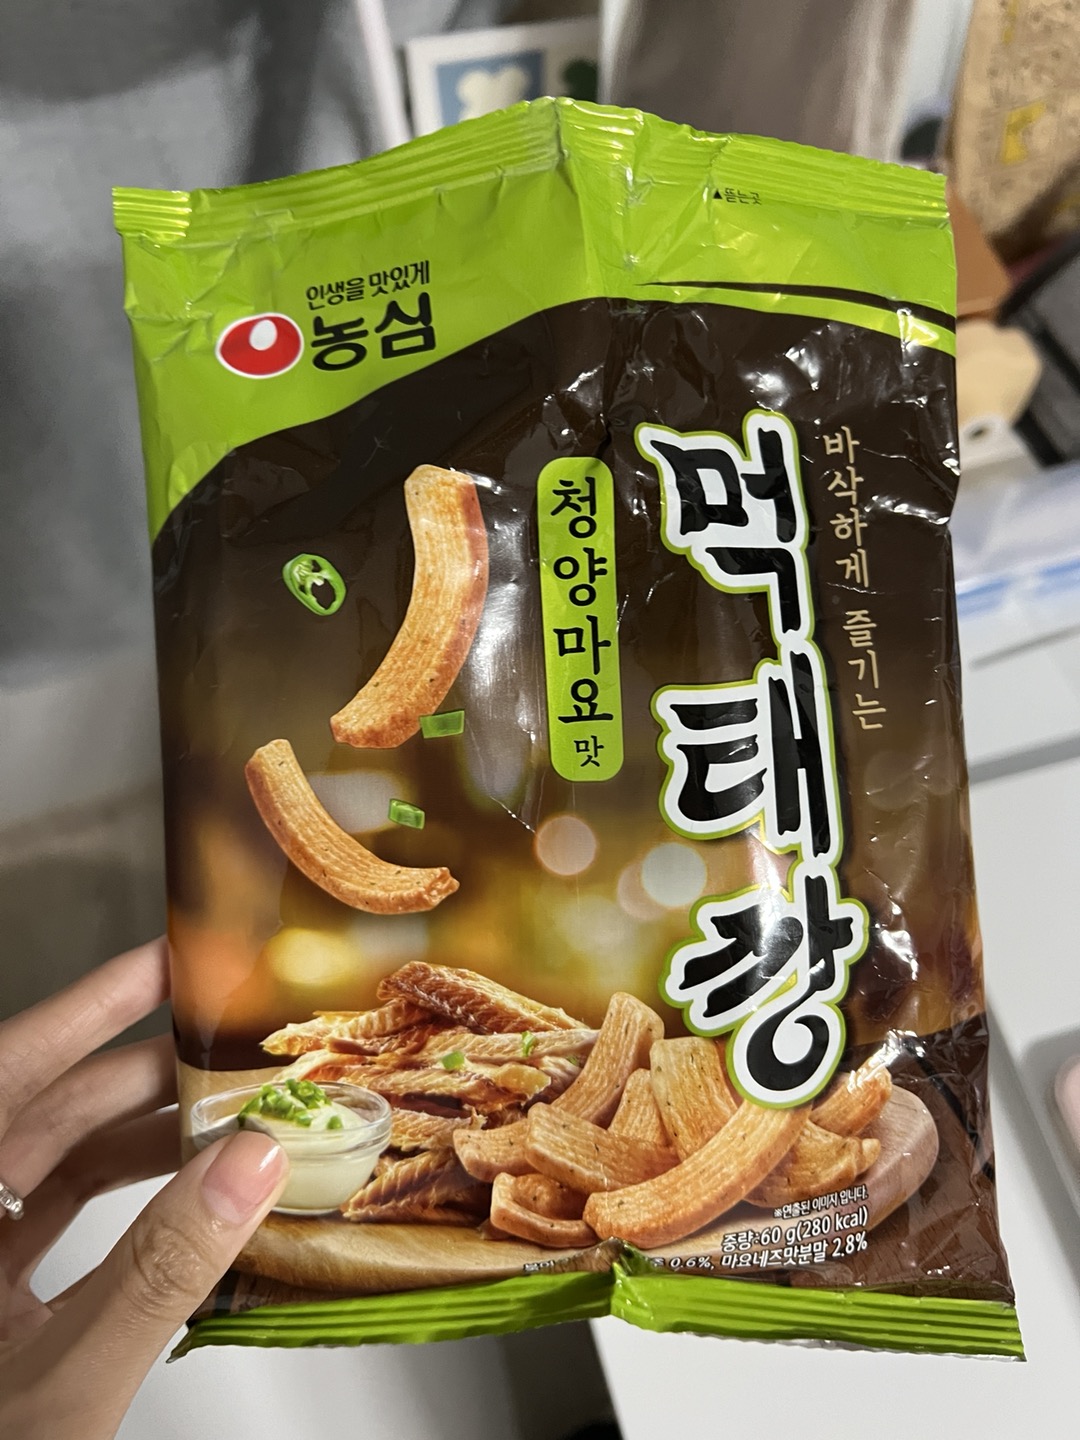 ▲뜯는곳
인생을 맛있게
농심
바삭하게 즐기는
먹태깡
청양마요맛
※연출된 이미지 입니다.
중량:60 g(280 kcal)
0.6%, 마요네즈맛분말 2.8%